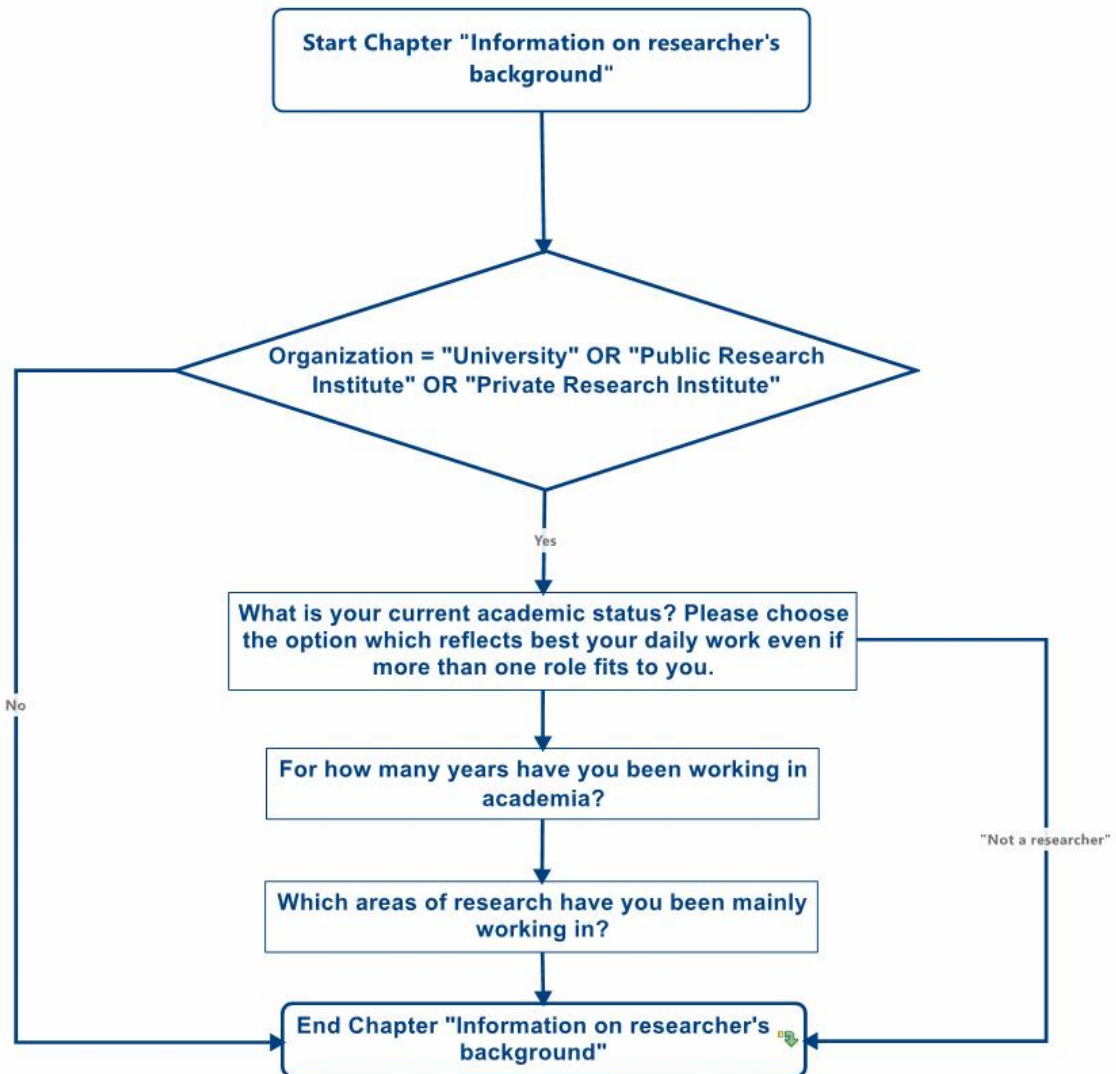 Start Chapter "Information on researcher's
background"
Organization = "University" OR "Public Research
Institute" OR "Private Research Institute"
Yes
What is your current academic status? Please choose
the option which reflects best your daily work even if
more than one role fits to you.
No
For how many years have you been working in
academia?
"Not a researcher"
Which areas of research have you been mainly
working in?
End Chapter "Information on researcher's
background"